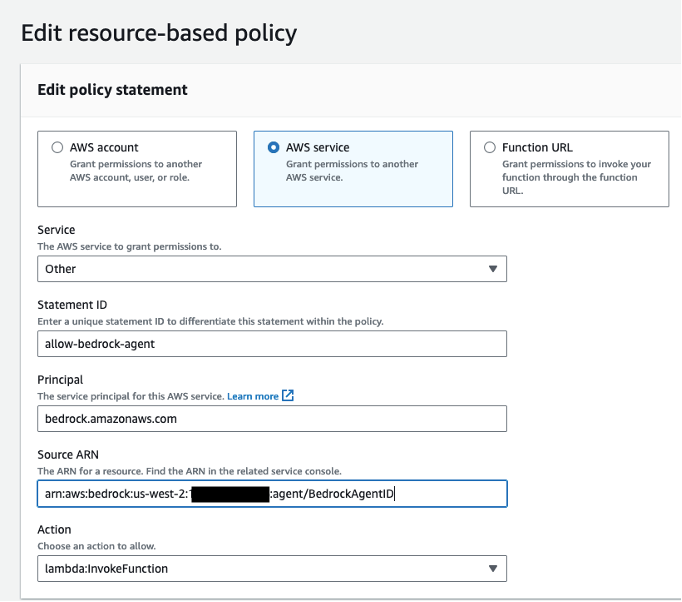 Edit resource-based policy
Edit policy statement
AWS account
Grant permissions to another
AWS account, user, or role.
AWS service
Grant permissions to another
AWS service.
Function URL
Grant permissions to invoke your
function through the function
URL.
Service
The AWS service to grant permissions to.
Other
Statement ID
Enter a unique statement ID to differentiate this statement within the policy.
allow-bedrock-agent
Principal
The service principal for this AWS service. Learn more
bedrock.amazonaws.com
Source ARN
The ARN for a resource. Find the ARN in the related service console.
arn:aws:bedrock:us-west-2: :agent/BedrockAgentID
Action
Choose an action to allow.
lambda:InvokeFunction